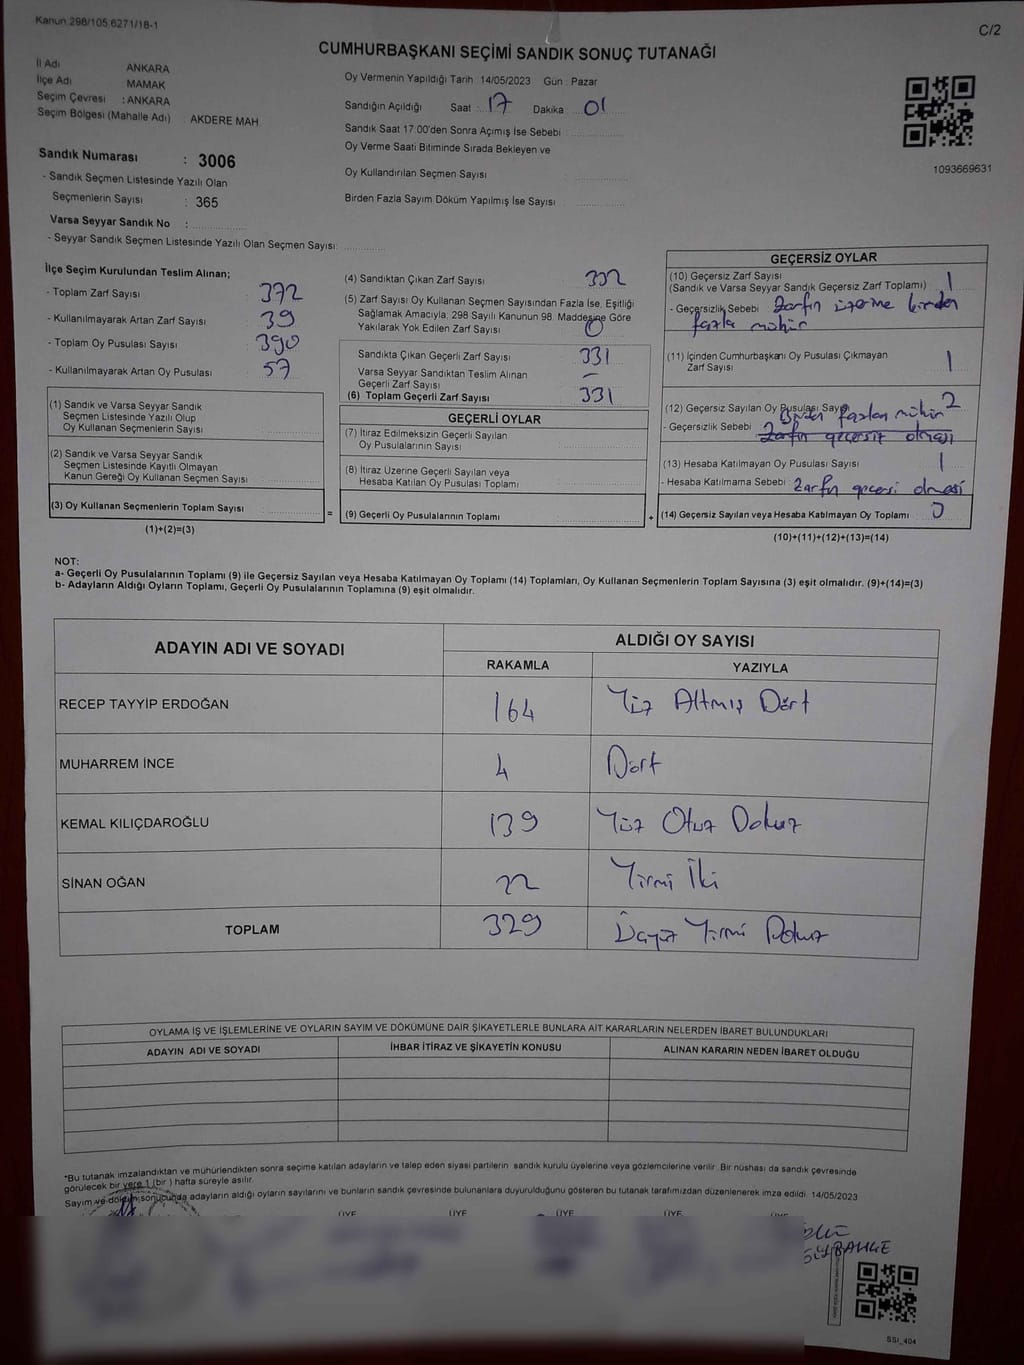 Kanun:298/105.6271/18-1
C/2
CUMHURBAŞKANI SEÇİMİ SANDIK SONUÇ TUTANAĞI
İl Adı ANKARA
İlçe Adı : MAMAK
Seçim Çevresi : ANKARA
Seçim Bölgesi (Mahalle Adı) : AKDERE MAH.
Oy Vermenin Yapıldığı Tarih 14/05/2023 Gün : Pazar
Sandığın Açıldığı Saat 17 Dakika 01
Sandık Saat 17.00'den Sonra Açımış İse Sebebi
Oy Verme Saati Bitiminde Sırada Bekleyen ve
Oy Kullandırılan Seçmen Sayısı
Birden Fazla Sayım Döküm Yapılmış İse Sayısı
1093669631
Sandık Numarası : 3006
- Sandık Seçmen Listesinde Yazılı Olan
Seçmenlerin Sayısı : 365
Varsa Seyyar Sandık No :
- Seyyar Sandık Seçmen Listesinde Yazılı Olan Seçmen Sayısı:
İlçe Seçim Kurulundan Teslim Alınan;
- Toplam Zarf Sayısı 372
- Kullanılmayarak Artan Zarf Sayısı 39
- Toplam Oy Pusulası Sayısı 390
- Kullanılmayarak Artan Oy Pusulası 57
(1) Sandık ve Varsa Seyyar Sandık
Seçmen Listesinde Yazılı Olup
Oy Kullanan Seçmenlerin Sayısı
(2) Sandık ve Varsa Seyyar Sandık
Seçmen Listesinde Kayıtlı Olmayan
Kanun Gereği Oy Kullanan Seçmen Sayısı
(3) Oy Kullanan Seçmenlerin Toplam Sayısı
(1)+(2)=(3)
=
(4) Sandıktan Çıkan Zarf Sayısı 332
(5) Zarf Sayısı Oy Kullanan Seçmen Sayısından Fazla İse, Eşitliği
Sağlamak Amacıyla, 298 Sayılı Kanunun 98. Maddesine Göre
Yakılarak Yok Edilen Zarf Sayısı 0
Sandıkta Çıkan Geçerli Zarf Sayısı 331
Varsa Seyyar Sandıktan Teslim Alınan
Geçerli Zarf Sayısı –
(6) Toplam Geçerli Zarf Sayısı 331
GEÇERLİ OYLAR
(7) İtiraz Edilmeksizin Geçerli Sayılan
Oy Pusulalarının Sayısı
(8) İtiraz Üzerine Geçerli Sayılan veya
Hesaba Katılan Oy Pusulası Toplamı
(9) Geçerli Oy Pusulalarının Toplamı
+
GEÇERSİZ OYLAR
(10) Geçersiz Zarf Sayısı
(Sandık ve Varsa Seyyar Sandık Geçersiz Zarf Toplamı) 1
- Geçersizlik Sebebi Zarfın üzerine birden
fazla mühür
(11) İçinden Cumhurbaşkanı Oy Pusulası Çıkmayan
Zarf Sayısı 1
(12) Geçersiz Sayılan Oy Pusulası Sayısı 2
Birden fazla mühür
- Geçersizlik Sebebi Zarfın geçersiz olması
(13) Hesaba Katılmayan Oy Pusulası Sayısı 1
- Hesaba Katılmama Sebebi
(14) Geçersiz Sayılan veya Hesaba Katılmayan Oy Toplamı
(10)+(11)+(12)+(13)=(14)
NOT:
a- Geçerli Oy Pusulalarının Toplamı (9) ile Geçersiz Sayılan veya Hesaba Katılmayan Oy Toplamı (14) Toplamları, Oy Kullanan Seçmenlerin Toplam Sayısına (3) eşit olmalıdır. (9)+(14)=(3)
b- Adayların Aldığı Oyların Toplamı, Geçerli Oy Pusulalarının Toplamına (9) eşit olmalıdır.
ADAYIN ADI VE SOYADI
ALDIĞI OY SAYISI
RAKAMLA YAZIYLA
RECEP TAYYİP ERDOĞAN 164 Yüz Altmış Dört
MUHARREM İNCE 4 Dört
KEMAL KILIÇDAROĞLU 139 Yüz Otuz Dokuz
SİNAN OĞAN 22 Yirmi İki
TOPLAM 329 Üçyüz Yirmi Dokuz
OYLAMA İŞ VE İŞLEMLERİNE VE OYLARIN SAYIM VE DÖKÜMÜNE DAİR ŞİKAYETLERLE BUNLARA AİT KARARLARIN NELERDEN İBARET BULUNDUKLARI
ADAYIN ADI VE SOYADI İHBAR İTİRAZ VE ŞİKAYETİN KONUSU ALINAN KARARIN NEDEN İBARET OLDUĞU
*Bu tutanak imzalandıktan ve mühürlendikten sonra seçime katılan adayların ve talep eden siyasi partilerin sandık kurulu üyelerine veya gözlemcilerine verilir. Bir nüshası da sandık çevresinde
görülecek bir yere 1 (bir) hafta süreyle asılır.
Sayım ve döküm sonucunda adayların aldığı oyların sayılarını ve bunların sandık çevresinde bulunanlara duyurulduğunu gösteren bu tutanak tarafımızdan düzenlenerek imza edildi. 14/05/2023
ÜYE ÜYE ÜYE ÜYE ÜYE
SSİ_404